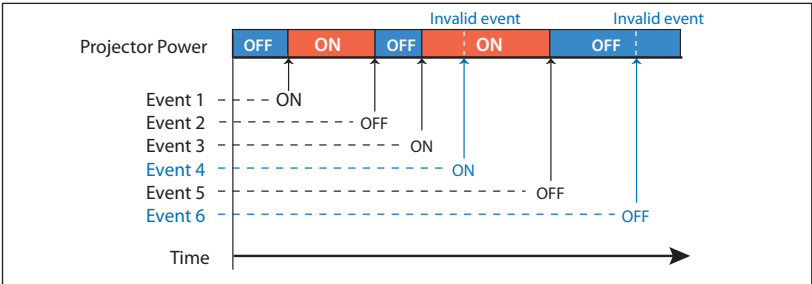 Invalid event Invalid event
Projector Power OFF ON OFF ON OFF
Event 1 ON
Event 2 OFF
Event 3 ON
Event 4 ON
Event 5 OFF
Event 6 OFF
Time